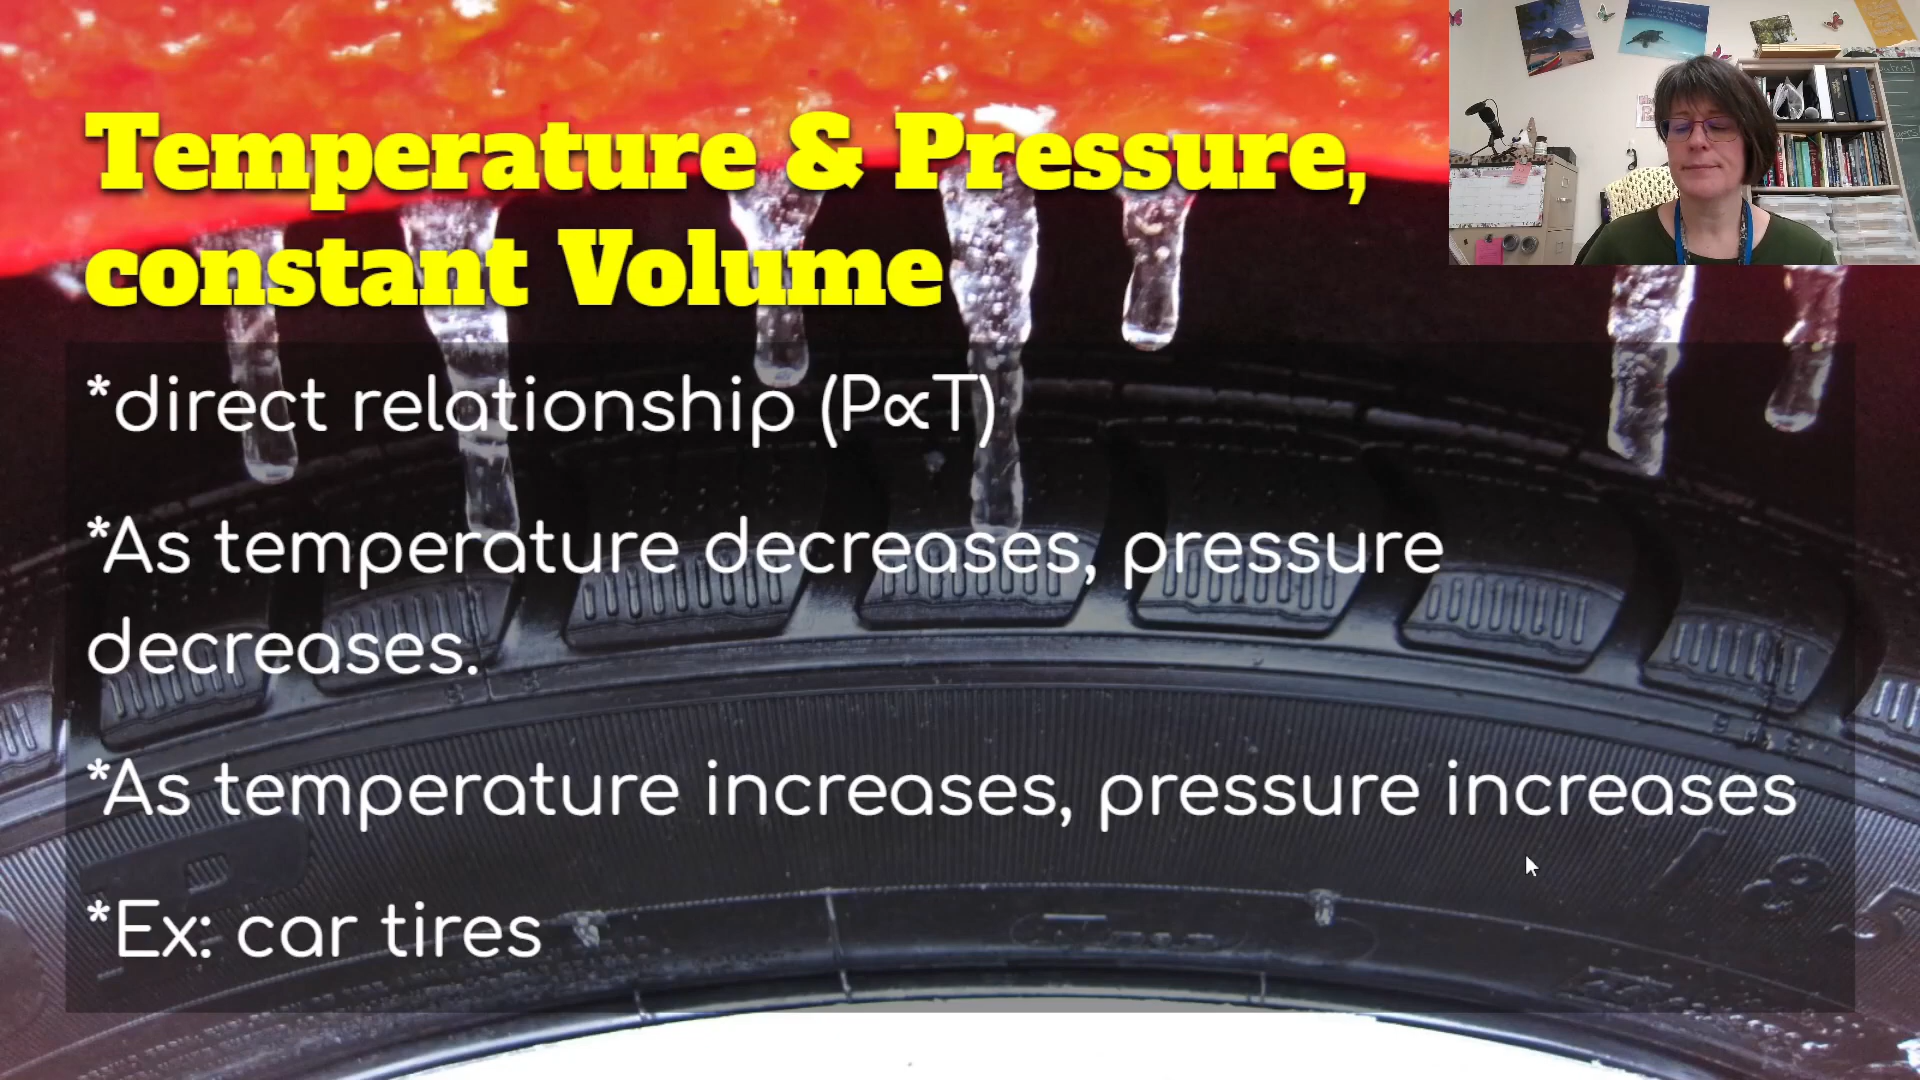 Temperature & Pressure,
constant Volume
*direct relationship (P∝T)
*As temperature decreases, pressure
decreases.
*As temperature increases, pressure increases
*Ex: car tires